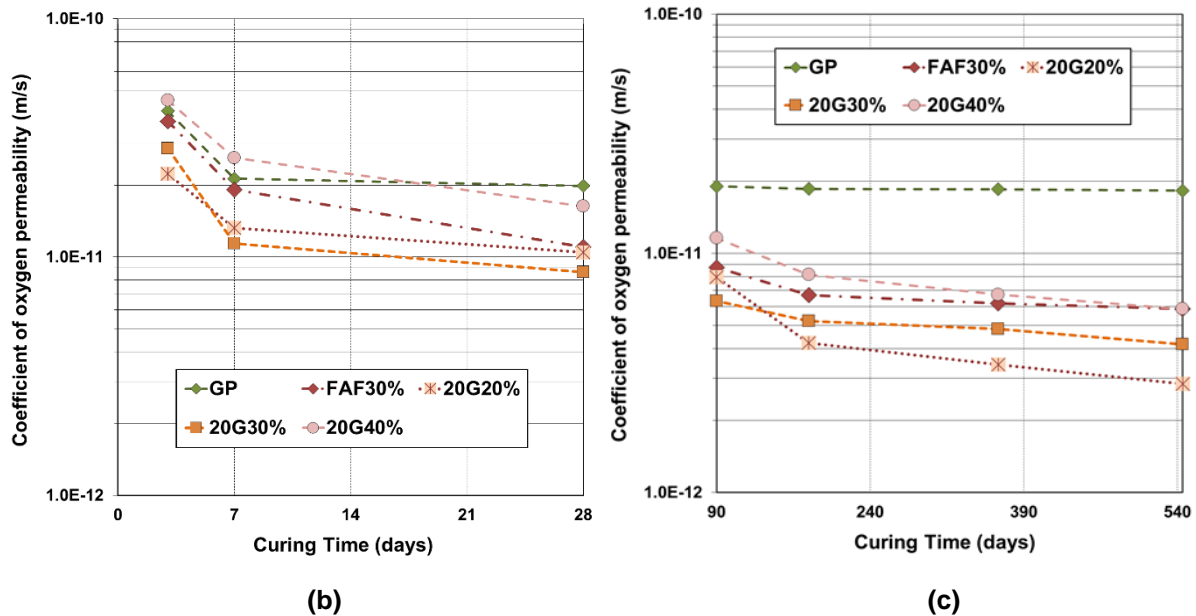 1.0E-10
1.0E-11
1.0E-12
Coefficient of oxygen permeability (m/s)
GP
FAF30%
20G20%
20G30%
20G40%
0
7
14
21
28
Curing Time (days)
(b)
1.0E-10
1.0E-11
1.0E-12
Coefficient of oxygen permeability (m/s)
GP
FAF30%
20G20%
20G30%
20G40%
90
240
390
540
Curing Time (days)
(c)